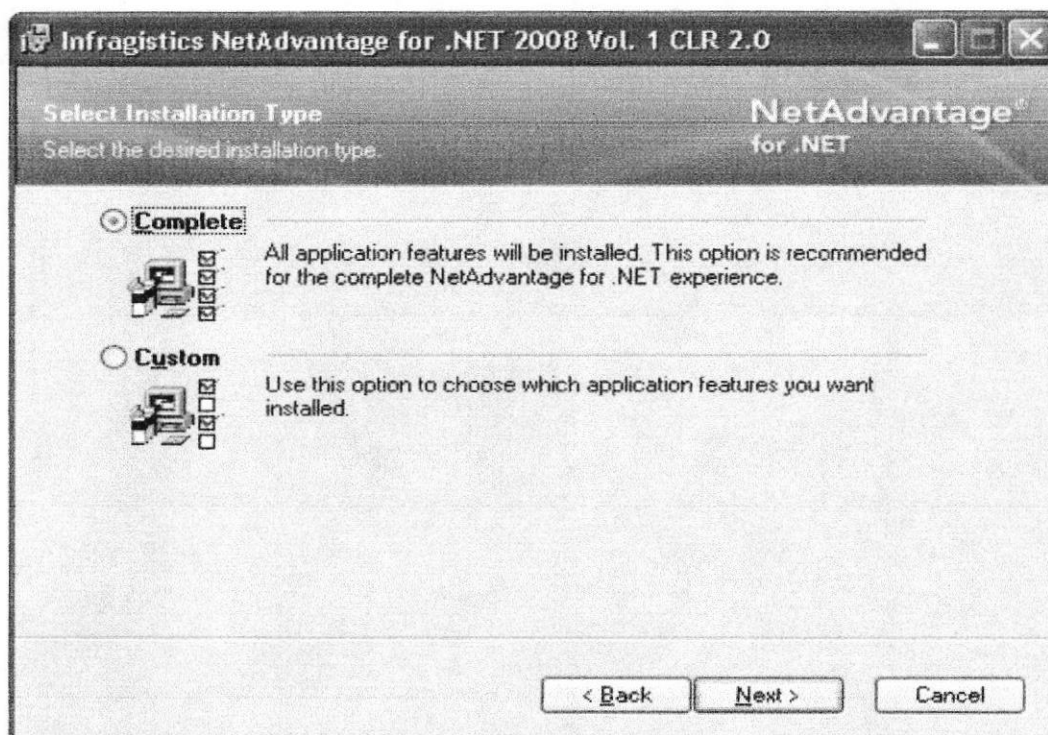 Infragistics NetAdvantage for .NET 2008 Vol. 1 CLR 2.0
Select Installation Type
Select the desired installation type.
NetAdvantage®
for .NET
Complete
All application features will be installed. This option is recommended
for the complete NetAdvantage for .NET experience.
Custom
Use this option to choose which application features you want
installed.
< Back
Next >
Cancel